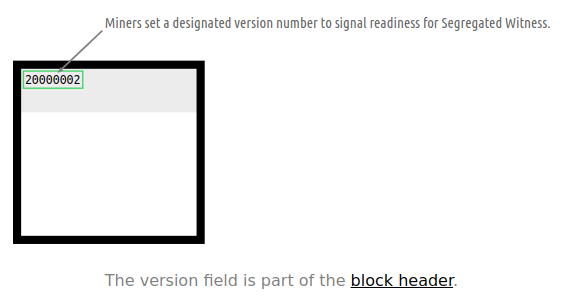 Miners set a designated version number to signal readiness for Segregated Witness.
20000002
The version field is part of the block header.